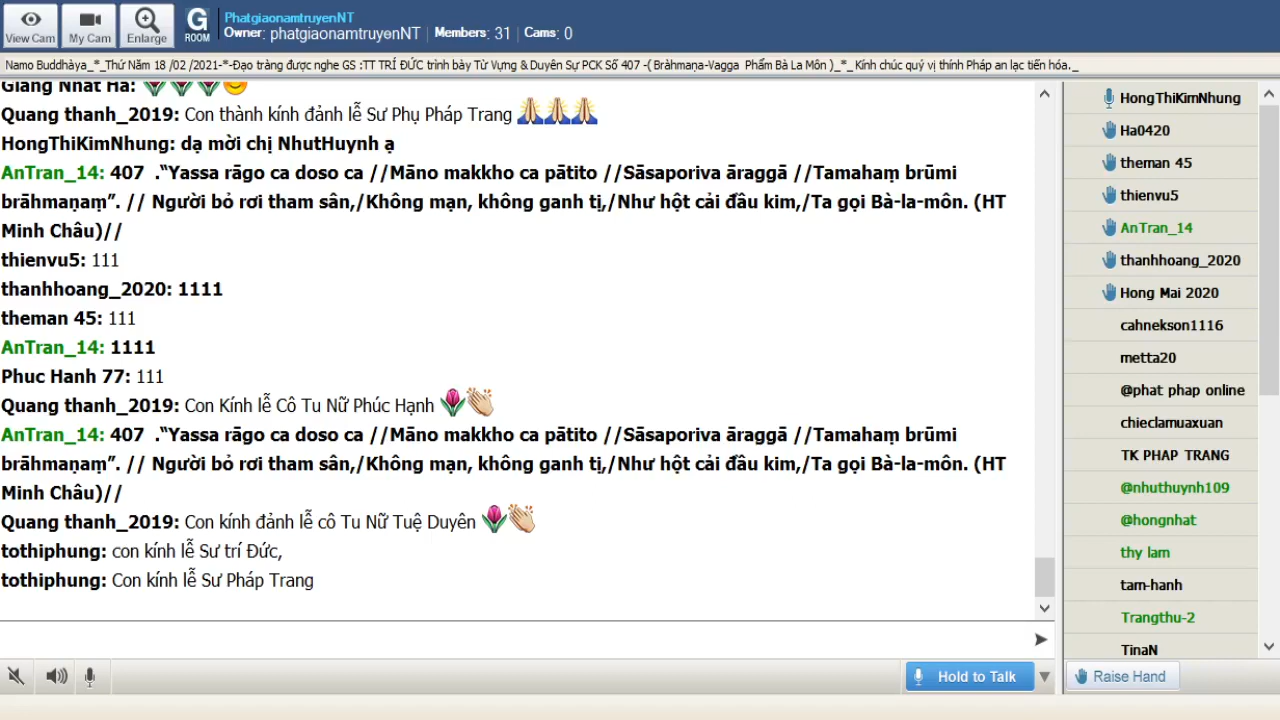 View Cam
My Cam
Enlarge
G ROOM
PhatgiaonamtruyenNT
Owner: phatgiaonamtruyenNT | Members: 31 | Cams: 0
Namo Buddhàya_*_Thứ Năm 18 /02 /2021-*-Đạo tràng được nghe GS :TT TRÍ ĐỨC trình bày Từ Vựng & Duyên Sự PCK Số 407 -( Bràhmaṇa-Vagga Phẩm Bà La Môn )_*_ Kính chúc quý vị thính Pháp an lạc tiến hóa._
Giang Nhat Ha:
Quang thanh_2019: Con thành kính đảnh lễ Sư Phụ Pháp Trang
HongThiKimNhung: dạ mời chị NhutHuynh ạ
AnTran_14: 407 .“Yassa rāgo ca doso ca //Māno makkho ca pātito //Sāsaporiva āraggā //Tamahaṃ brūmi
brāhmaṇaṃ”. // Người bỏ rơi tham sân,/Không mạn, không ganh tị,/Như hột cải đầu kim,/Ta gọi Bà-la-môn. (HT
Minh Châu)//
thienvu5: 111
thanhhoang_2020: 1111
theman 45: 111
AnTran_14: 1111
Phuc Hanh 77: 111
Quang thanh_2019: Con Kính lễ Cô Tu Nữ Phúc Hạnh
AnTran_14: 407 .“Yassa rāgo ca doso ca //Māno makkho ca pātito //Sāsaporiva āraggā //Tamahaṃ brūmi
brāhmaṇaṃ”. // Người bỏ rơi tham sân,/Không mạn, không ganh tị,/Như hột cải đầu kim,/Ta gọi Bà-la-môn. (HT
Minh Châu)//
Quang thanh_2019: Con kính đảnh lễ cô Tu Nữ Tuệ Duyên
tothiphung: con kính lễ Sư trí Đức,
tothiphung: Con kính lễ Sư Pháp Trang
Hold to Talk
HongThiKimNhung
Ha0420
theman 45
thienvu5
AnTran_14
thanhhoang_2020
Hong Mai 2020
cahnekson1116
metta20
@phat phap online
chieclamuaxuan
TK PHAP TRANG
@nhuthuynh109
@hongnhat
thy lam
tam-hanh
Trangthu-2
TinaN
Raise Hand